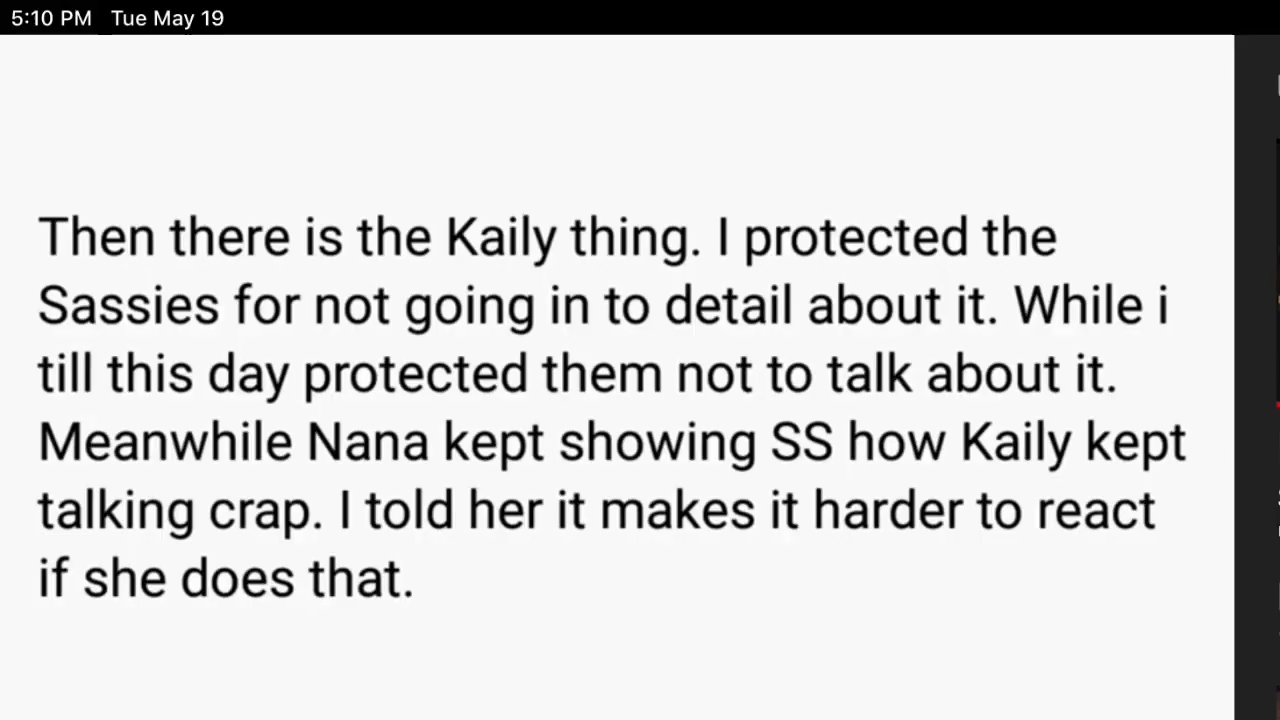 5:10 PM Tue May 19
Then there is the Kaily thing. I protected the
Sassies for not going in to detail about it. While i
till this day protected them not to talk about it.
Meanwhile Nana kept showing SS how Kaily kept
talking crap. I told her it makes it harder to react
if she does that.